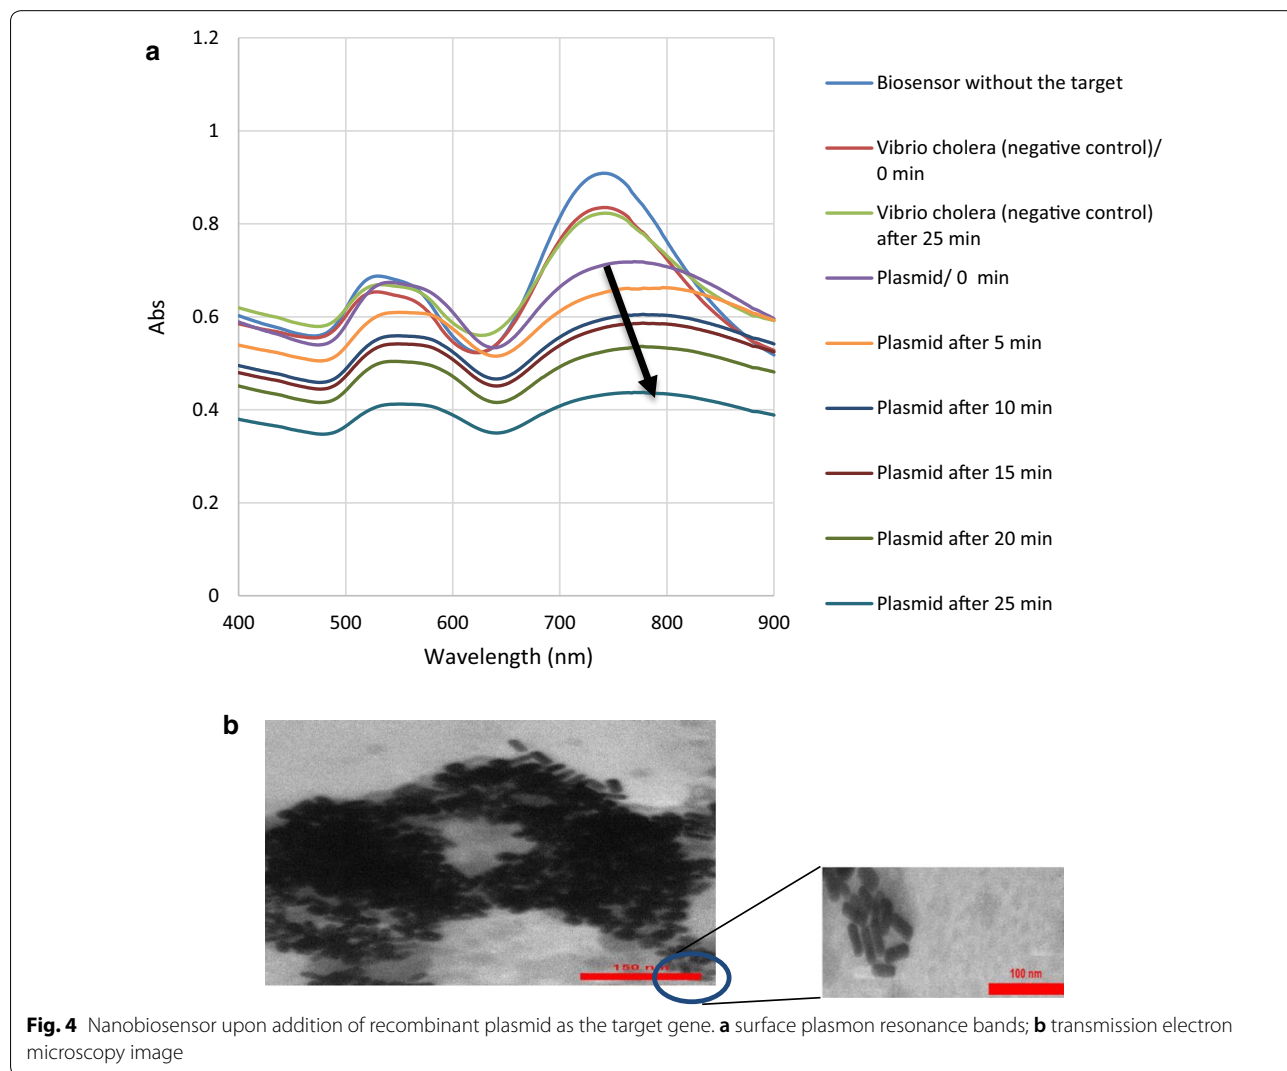 a
1.2
1
0.8
0.6
0.4
0.2
0
400 500 600 700 800 900
Abs
Wavelength (nm)
Biosensor without the target
Vibrio cholera (negative control)/
0 min
Vibrio cholera (negative control)
after 25 min
Plasmid/ 0 min
Plasmid after 5 min
Plasmid after 10 min
Plasmid after 15 min
Plasmid after 20 min
Plasmid after 25 min
b
150 nm
100 nm
Fig. 4 Nanobiosensor upon addition of recombinant plasmid as the target gene. a surface plasmon resonance bands; b transmission electron
microscopy image